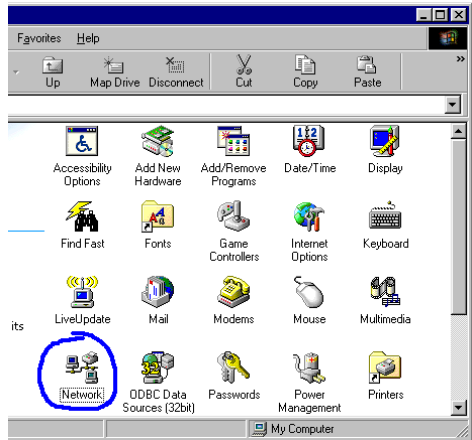 Favorites Help
Up Map Drive Disconnect Cut Copy Paste »
Accessibility Options Add New Hardware Add/Remove Programs Date/Time Display
Find Fast Fonts Game Controllers Internet Options Keyboard
LiveUpdate Mail Modems Mouse Multimedia
its
Network ODBC Data Sources (32bit) Passwords Power Management Printers
My Computer